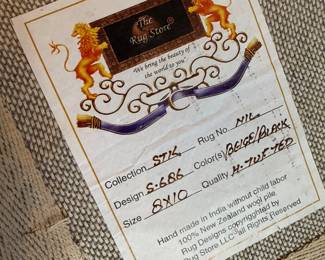 The
Rug Store®
"We bring the beauty of
the world to you"
Collection STK Rug No. NIL
Design S-686 Color(s) BEIGE/BLACK
Size 8X10 Quality H-TUFTED
Hand made in India without child labor
100% New Zealand wool pile.
Rug Designs copyrighted by
Rug Store LLC All Rights Reserved